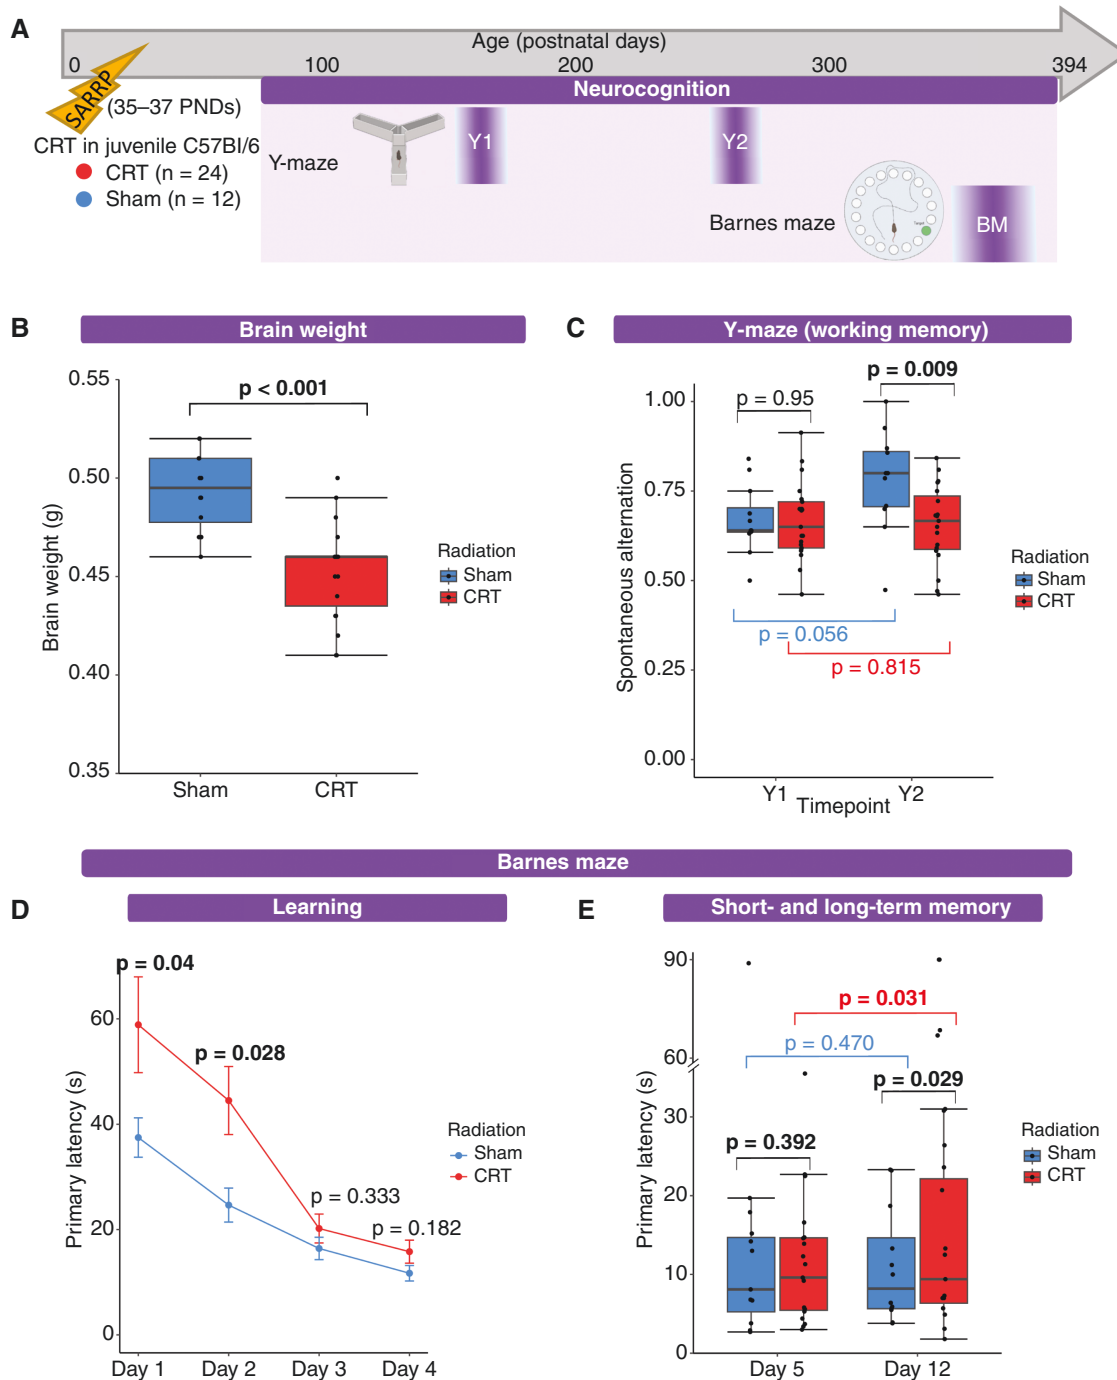 A
Age (postnatal days)
0
100
200
300
394
SARRP
(35–37 PNDs)
Neurocognition
CRT in juvenile C57Bl/6
CRT (n = 24)
Sham (n = 12)
Y-maze
Y1
Y2
Barnes maze
Target
BM
B
Brain weight
0.55
0.50
0.45
0.40
0.35
Brain weight (g)
p < 0.001
Sham
CRT
Radiation
Sham
CRT
C
Y-maze (working memory)
1.00
0.75
0.50
0.25
0.00
Spontaneous alternation
p = 0.95
p = 0.009
p = 0.056
p = 0.815
Y1
Y2
Timepoint
Radiation
Sham
CRT
Barnes maze
D
Learning
60
40
20
0
Primary latency (s)
p = 0.04
p = 0.028
p = 0.333
p = 0.182
Day 1
Day 2
Day 3
Day 4
Radiation
Sham
CRT
E
Short- and long-term memory
90
60
30
20
10
0
Primary latency (s)
p = 0.031
p = 0.470
p = 0.029
p = 0.392
Day 5
Day 12
Radiation
Sham
CRT